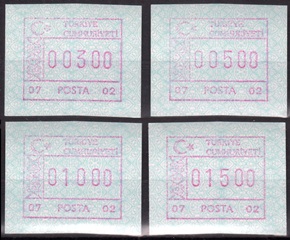 TÜRKİYE
CUMHURİYETİ
00300
07 POSTA 02
TÜRKİYE
CUMHURİYETİ
00500
07 POSTA 02
TÜRKİYE
CUMHURİYETİ
01000
07 POSTA 02
TÜRKİYE
CUMHURİYETİ
01500
07 POSTA 02